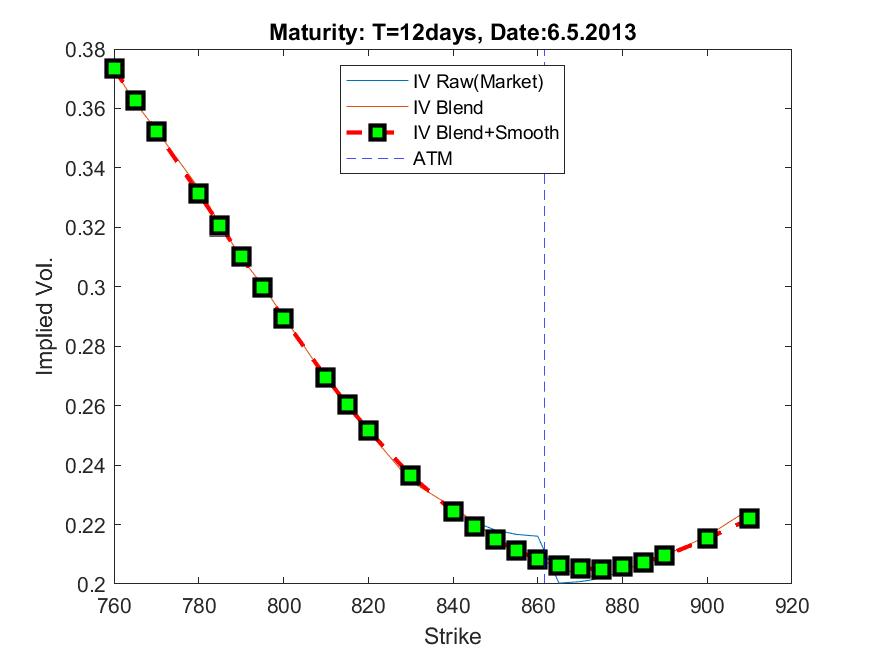 Maturity: T=12days, Date:6.5.2013
0.38
0.36
0.34
0.32
0.3
0.28
0.26
0.24
0.22
0.2
Implied Vol.
IV Raw(Market)
IV Blend
IV Blend+Smooth
ATM
760 780 800 820 840 860 880 900 920
Strike